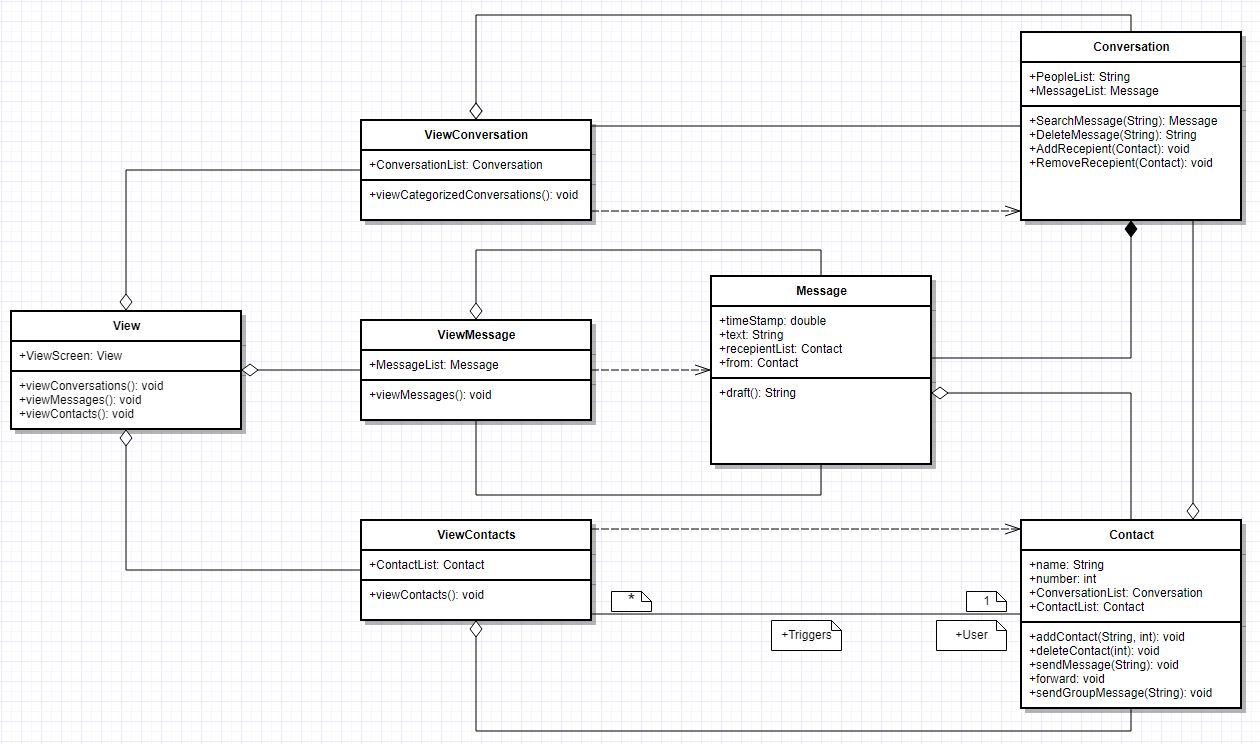 Conversation
+PeopleList: String
+MessageList: Message
+SearchMessage(String): Message
+DeleteMessage(String): String
+AddRecepient(Contact): void
+RemoveRecepient(Contact): void
ViewConversation
+ConversationList: Conversation
+viewCategorizedConversations(): void
View
+ViewScreen: View
+viewConversations(): void
+viewMessages(): void
+viewContacts(): void
ViewMessage
+MessageList: Message
+viewMessages(): void
Message
+timeStamp: double
+text: String
+recepientList: Contact
+from: Contact
+draft(): String
ViewContacts
+ContactList: Contact
+viewContacts(): void
*
1
+Triggers
+User
Contact
+name: String
+number: int
+ConversationList: Conversation
+ContactList: Contact
+addContact(String, int): void
+deleteContact(int): void
+sendMessage(String): void
+forward: void
+sendGroupMessage(String): void